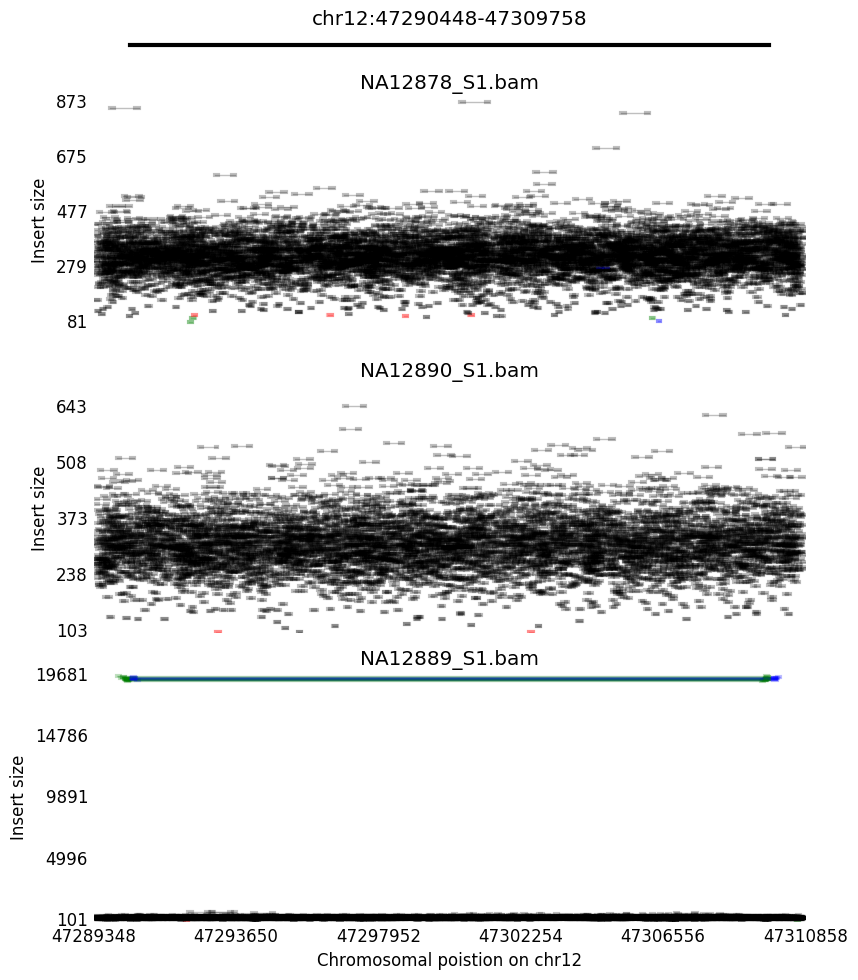 chr12:47290448-47309758
NA12878_S1.bam
873
675
477
279
81
Insert size
NA12890_S1.bam
643
508
373
238
103
Insert size
NA12889_S1.bam
19681
14786
9891
4996
101
Insert size
47289348 47293650 47297952 47302254 47306556 47310858
Chromosomal poistion on chr12